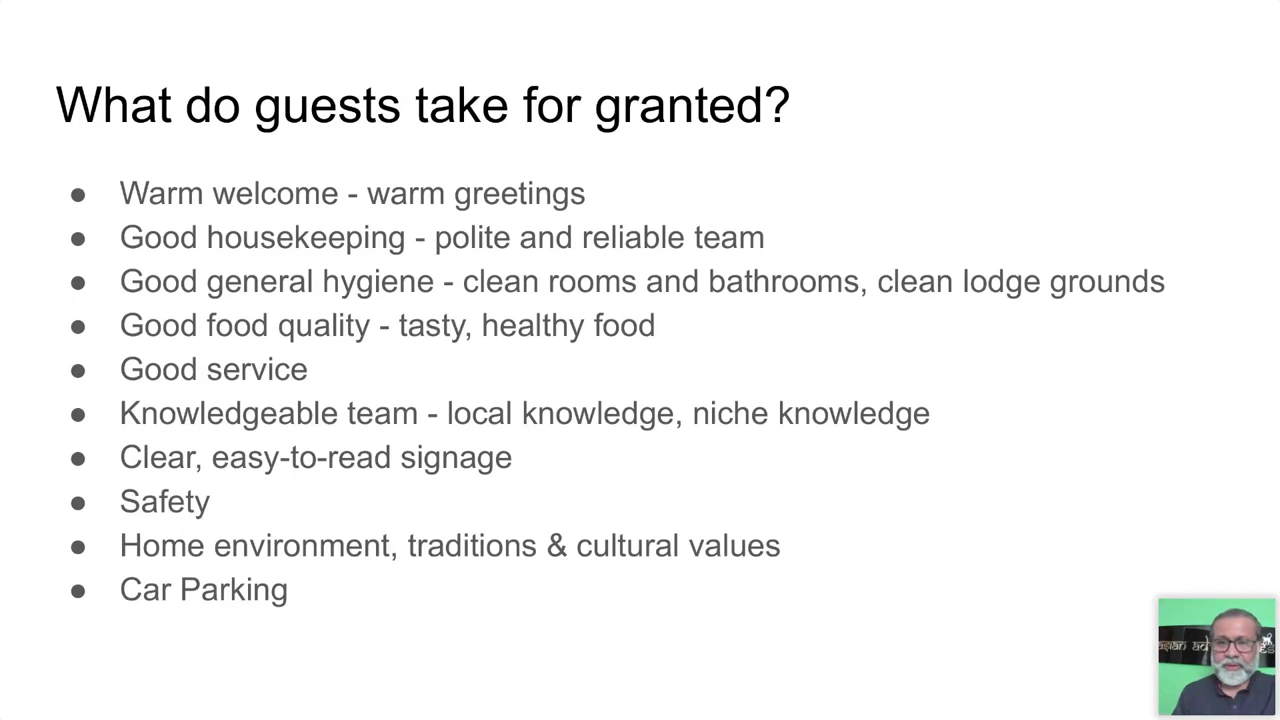 What do guests take for granted?
● Warm welcome - warm greetings
● Good housekeeping - polite and reliable team
● Good general hygiene - clean rooms and bathrooms, clean lodge grounds
● Good food quality - tasty, healthy food
● Good service
● Knowledgeable team - local knowledge, niche knowledge
● Clear, easy-to-read signage
● Safety
● Home environment, traditions & cultural values
● Car Parking
asian